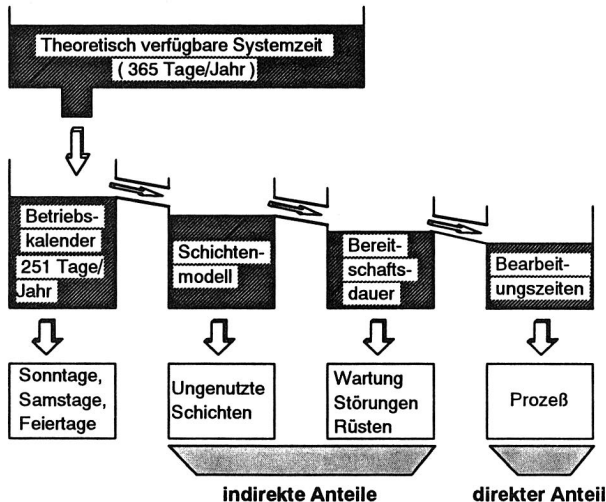 Theoretisch verfügbare Systemzeit
( 365 Tage/Jahr )
Betriebs-
kalender
251 Tage/
Jahr
Schichten-
modell
Bereit-
schafts-
dauer
Bearbeit-
ungszeiten
Sonntage,
Samstage,
Feiertage
Ungenutzte
Schichten
Wartung
Störungen
Rüsten
Prozeß
indirekte Anteile
direkter Anteil